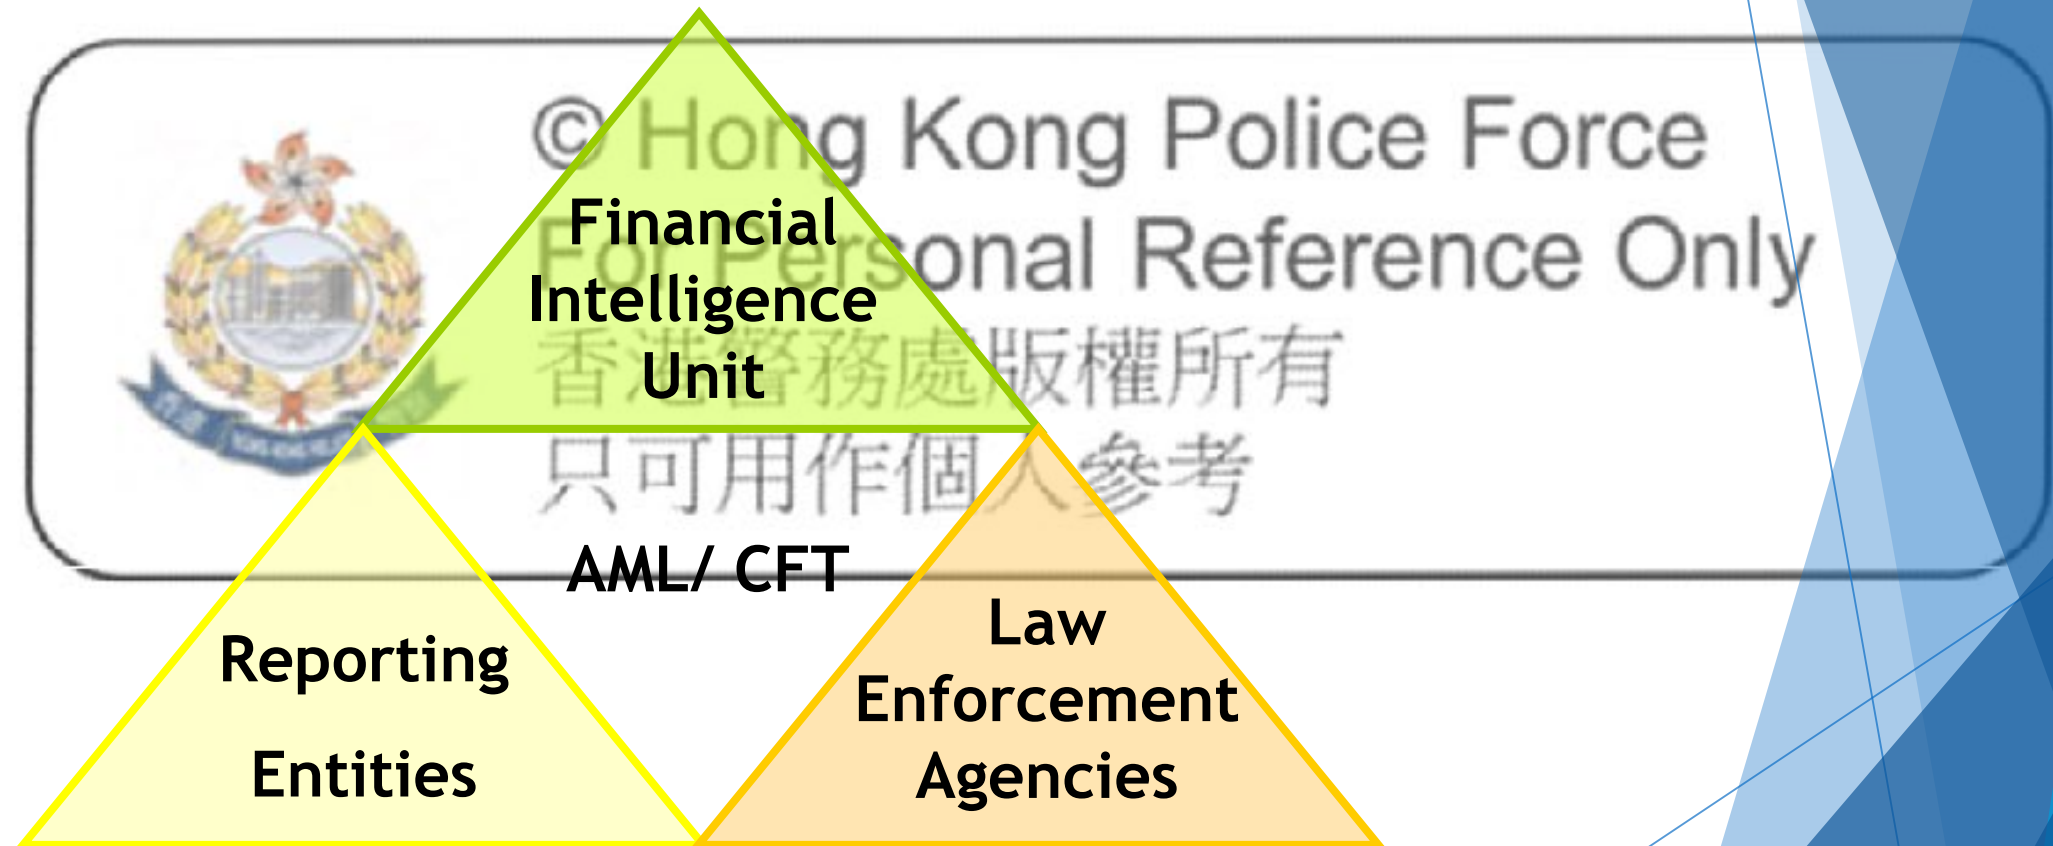 © Hong Kong Police Force
For Personal Reference Only
香港警務處版權所有
只可用作個人參考
Financial
Intelligence
Unit
AML/ CFT
Reporting
Entities
Law
Enforcement
Agencies